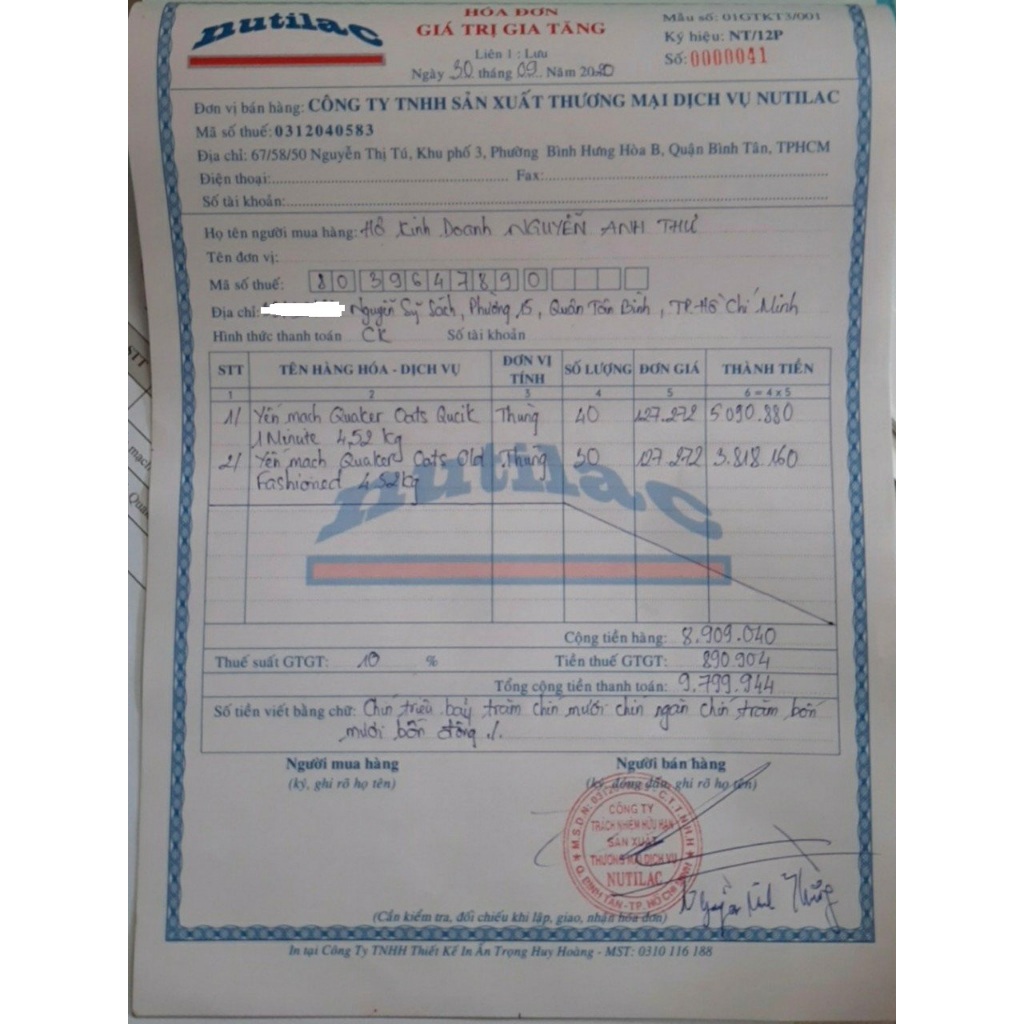 nutilac
HÓA ĐƠN
GIÁ TRỊ GIA TĂNG
Liên 1 : Lưu
Ngày 30 tháng 09 Năm 2020
Mẫu số: 01GTKT3/001
Ký hiệu: NT/12P
Số: 0000041
Đơn vị bán hàng: CÔNG TY TNHH SẢN XUẤT THƯƠNG MẠI DỊCH VỤ NUTILAC
Mã số thuế: 0312040583
Địa chỉ: 67/58/50 Nguyễn Thị Tú, Khu phố 3, Phường Bình Hưng Hòa B, Quận Bình Tân, TPHCM
Điện thoại: Fax:
Số tài khoản:
Họ tên người mua hàng: Hộ Kinh Doanh NGUYỄN ANH THƯ
Tên đơn vị:
Mã số thuế: 8039647890
Địa chỉ: Nguyễn Sỹ Sách, Phường 15, Quận Tân Bình, TP. Hồ Chí Minh
Hình thức thanh toán CK Số tài khoản
STT TÊN HÀNG HÓA - DỊCH VỤ ĐƠN VỊ TÍNH SỐ LƯỢNG ĐƠN GIÁ THÀNH TIỀN
1 2 3 4 5 6 = 4 x 5
1/ Yến mạch Quaker Oats Qucik Thùng 40 127.272 5.090.880
1 Minute 4,52 kg
2/ Yến mạch Quaker Oats Old Thùng 30 127.272 3.818.160
Fashioned 4.52kg
nutilac
Cộng tiền hàng: 8.909.040
Thuế suất GTGT: 10 % Tiền thuế GTGT: 890.904
Tổng cộng tiền thanh toán: 9.799.944
Số tiền viết bằng chữ: Chín triệu bảy trăm chín mươi chín ngàn chín trăm bốn
mươi bốn đồng ./.
Người mua hàng Người bán hàng
(ký, ghi rõ họ tên) (ký, đóng dấu, ghi rõ họ tên)
CÔNG TY
TRÁCH NHIỆM HỮU HẠN
SẢN XUẤT
THƯƠNG MẠI DỊCH VỤ
NUTILAC
Q. BÌNH TÂN - TP. HỒ CHÍ MINH
(Cần kiểm tra, đối chiếu khi lập, giao, nhận hóa đơn)
In tại Công Ty TNHH Thiết Kế In Ấn Trọng Huy Hoàng - MST: 0310 116 188